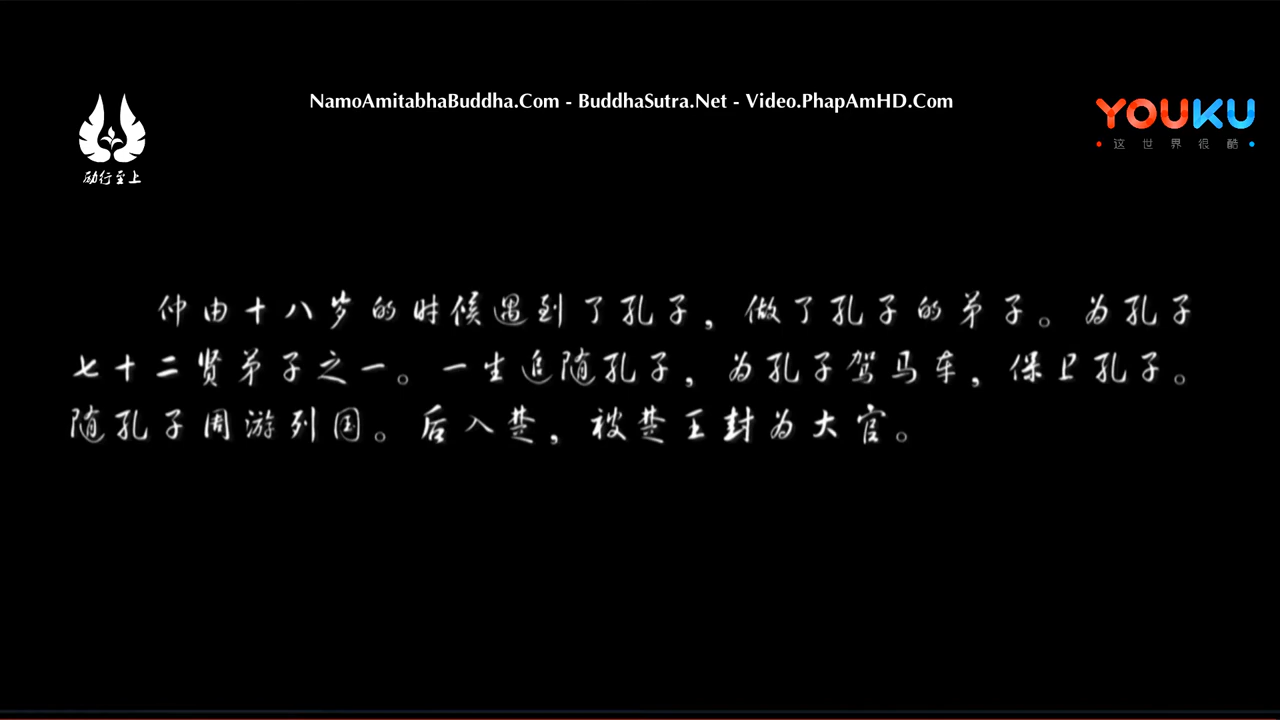 NamoAmitabhaBuddha.Com - BuddhaSutra.Net - Video.PhapAmHD.Com
励行至上
YOUKU
这世界很酷
仲由十八岁的时候遇到了孔子，做了孔子的弟子。为孔子
七十二贤弟子之一。一生追随孔子，为孔子驾马车，保卫孔子。
随孔子周游列国。后入楚，被楚王封为大官。